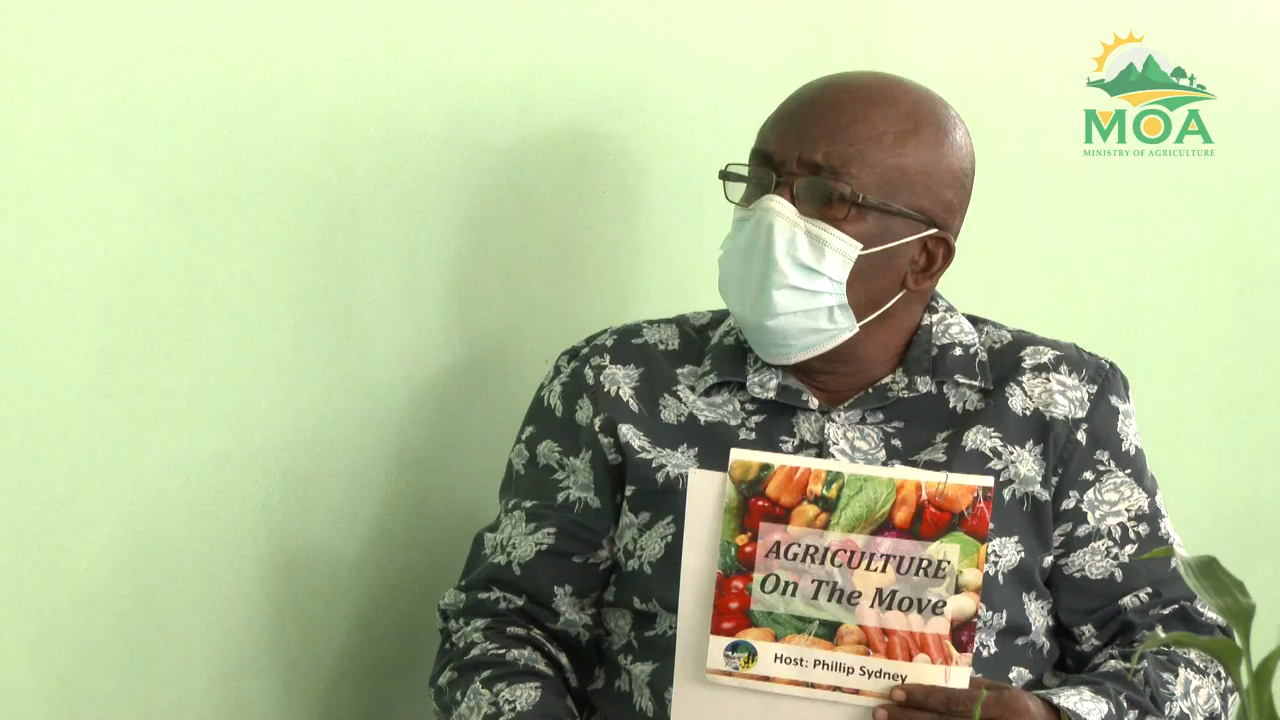 MOA
MINISTRY OF AGRICULTURE
AGRICULTURE
On The Move
Host: Phillip Sydney